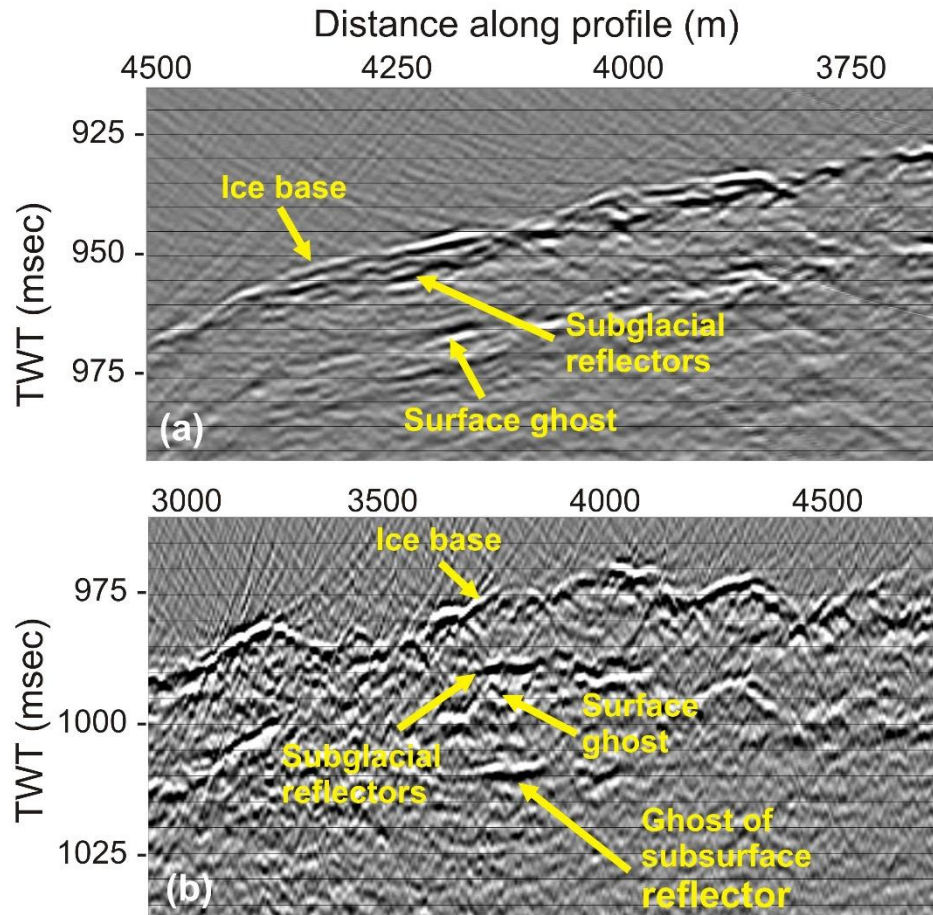 Distance along profile (m)
4500 4250 4000 3750
925 -
Ice base
950 -
TWT (msec)
Subglacial
reflectors
975 -
Surface ghost
(a)
3000 3500 4000 4500
Ice base
975 -
TWT (msec)
1000 -
Surface
ghost
Subglacial
reflectors
Ghost of
subsurface
reflector
1025 -
(b)